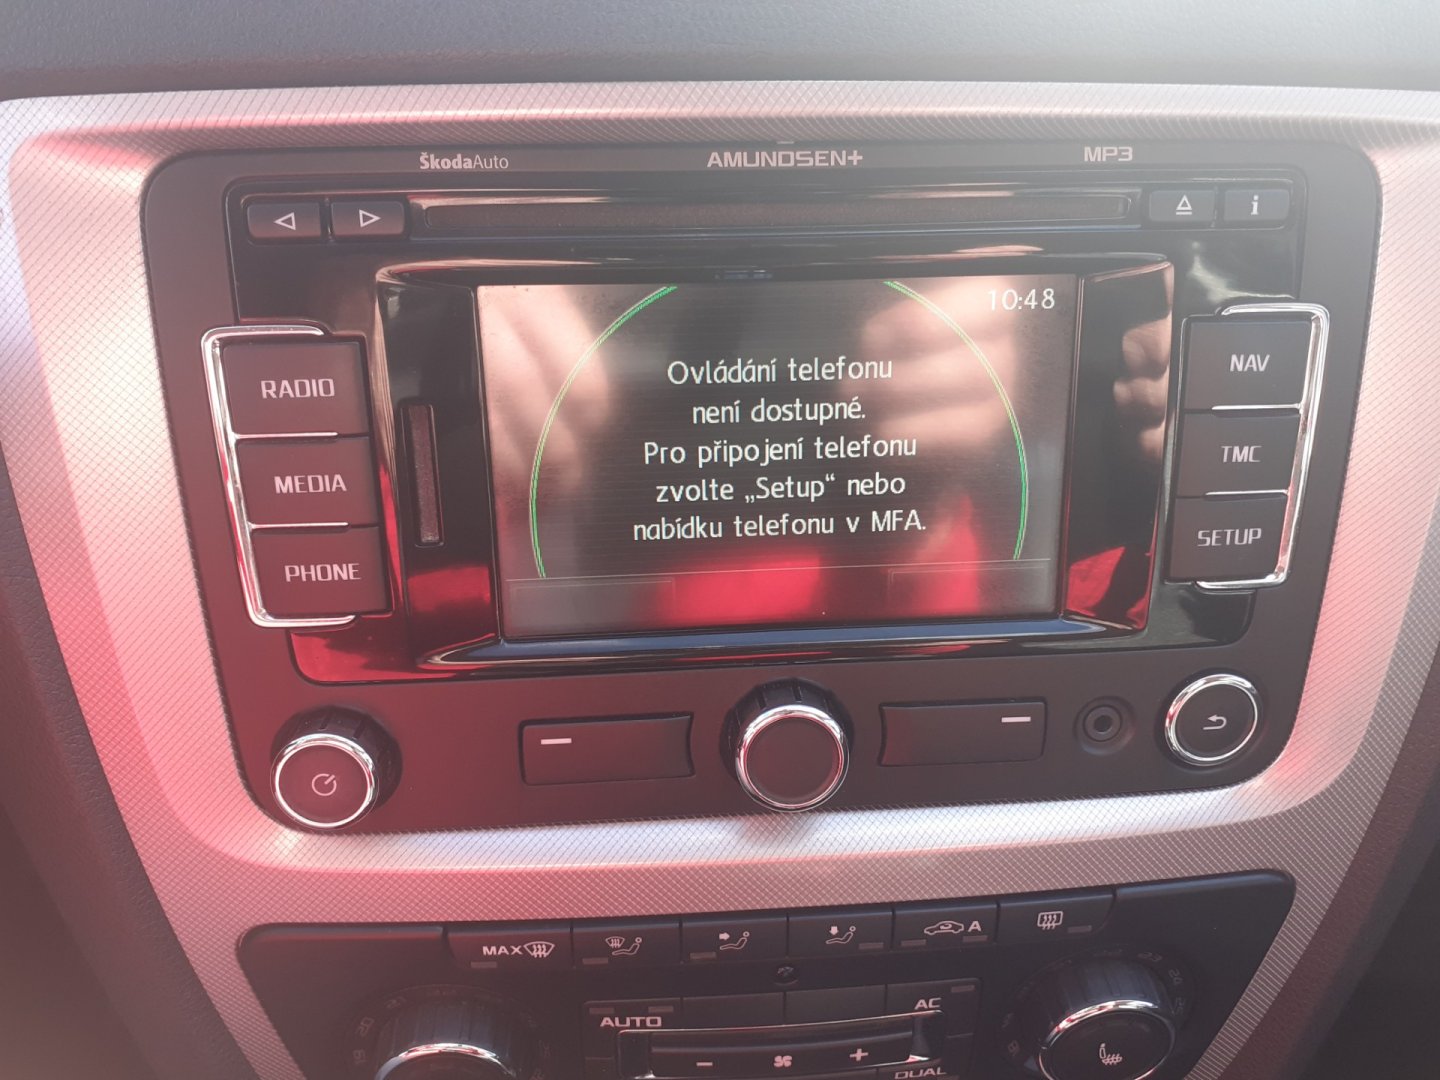 ŠkodaAuto
AMUNDSEN+
MP3
i
10:48
RADIO
MEDIA
PHONE
Ovládání telefonu
není dostupné.
Pro připojení telefonu
zvolte „Setup“ nebo
nabídku telefonu v MFA.
NAV
TMC
SETUP
MAX
A
AUTO
AC
DUAL